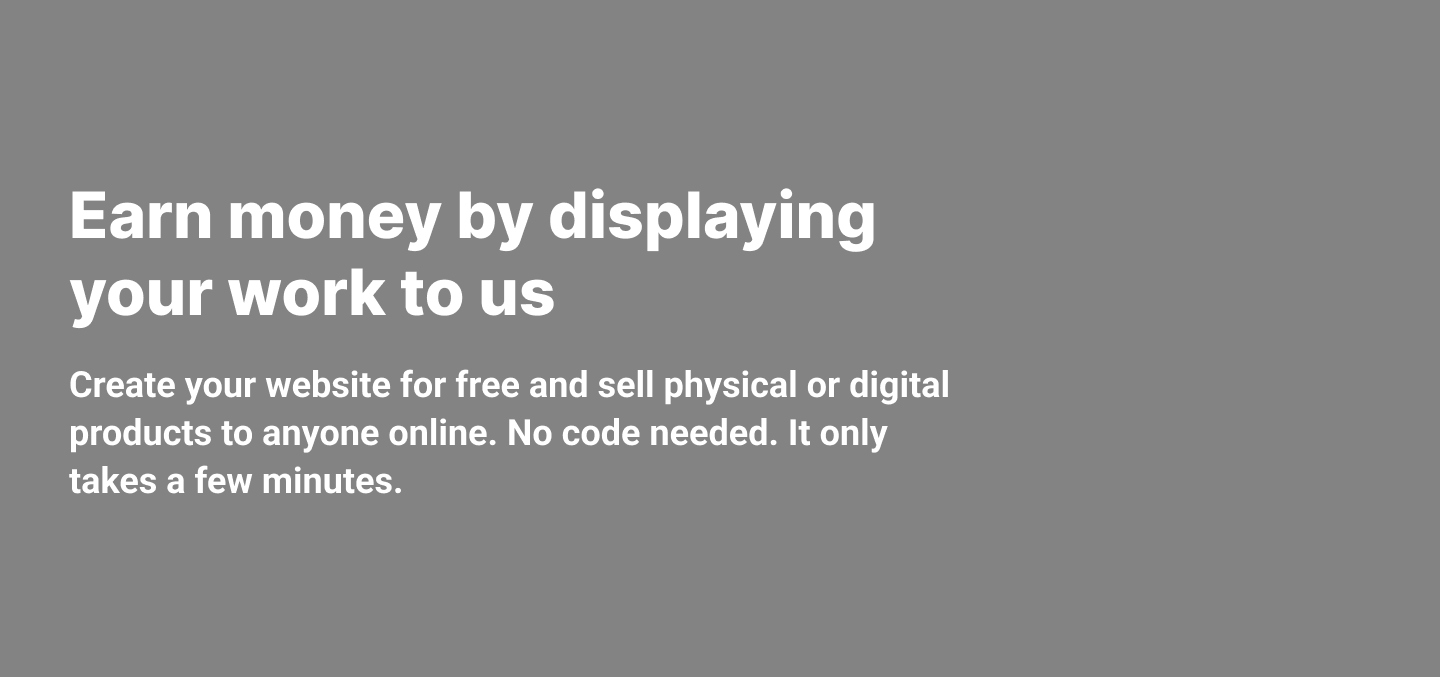 Earn money by displaying
your work to us
Create your website for free and sell physical or digital
products to anyone online. No code needed. It only
takes a few minutes.